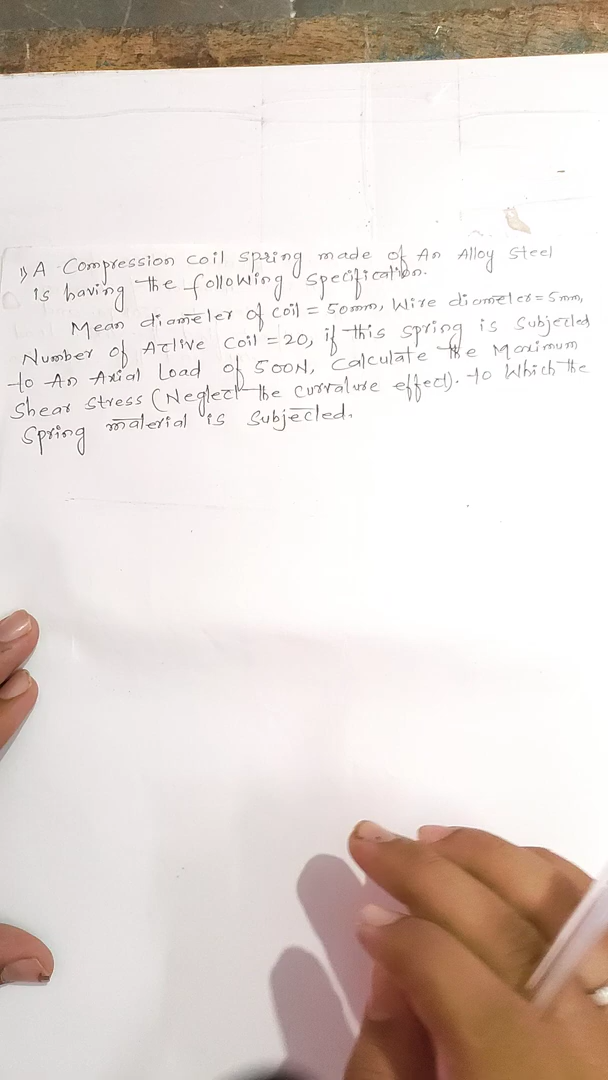 1) A Compression coil spring made of An Alloy steel
is having the following specification.
Mean diameter of coil = 50mm, Wire diameter = 5mm,
Number of Active coil = 20, if this spring is Subjected
to An Axial Load of 500N, Calculate the Maximum
Shear stress (Neglect the curvature effect). to Which the
Spring material is Subjected.